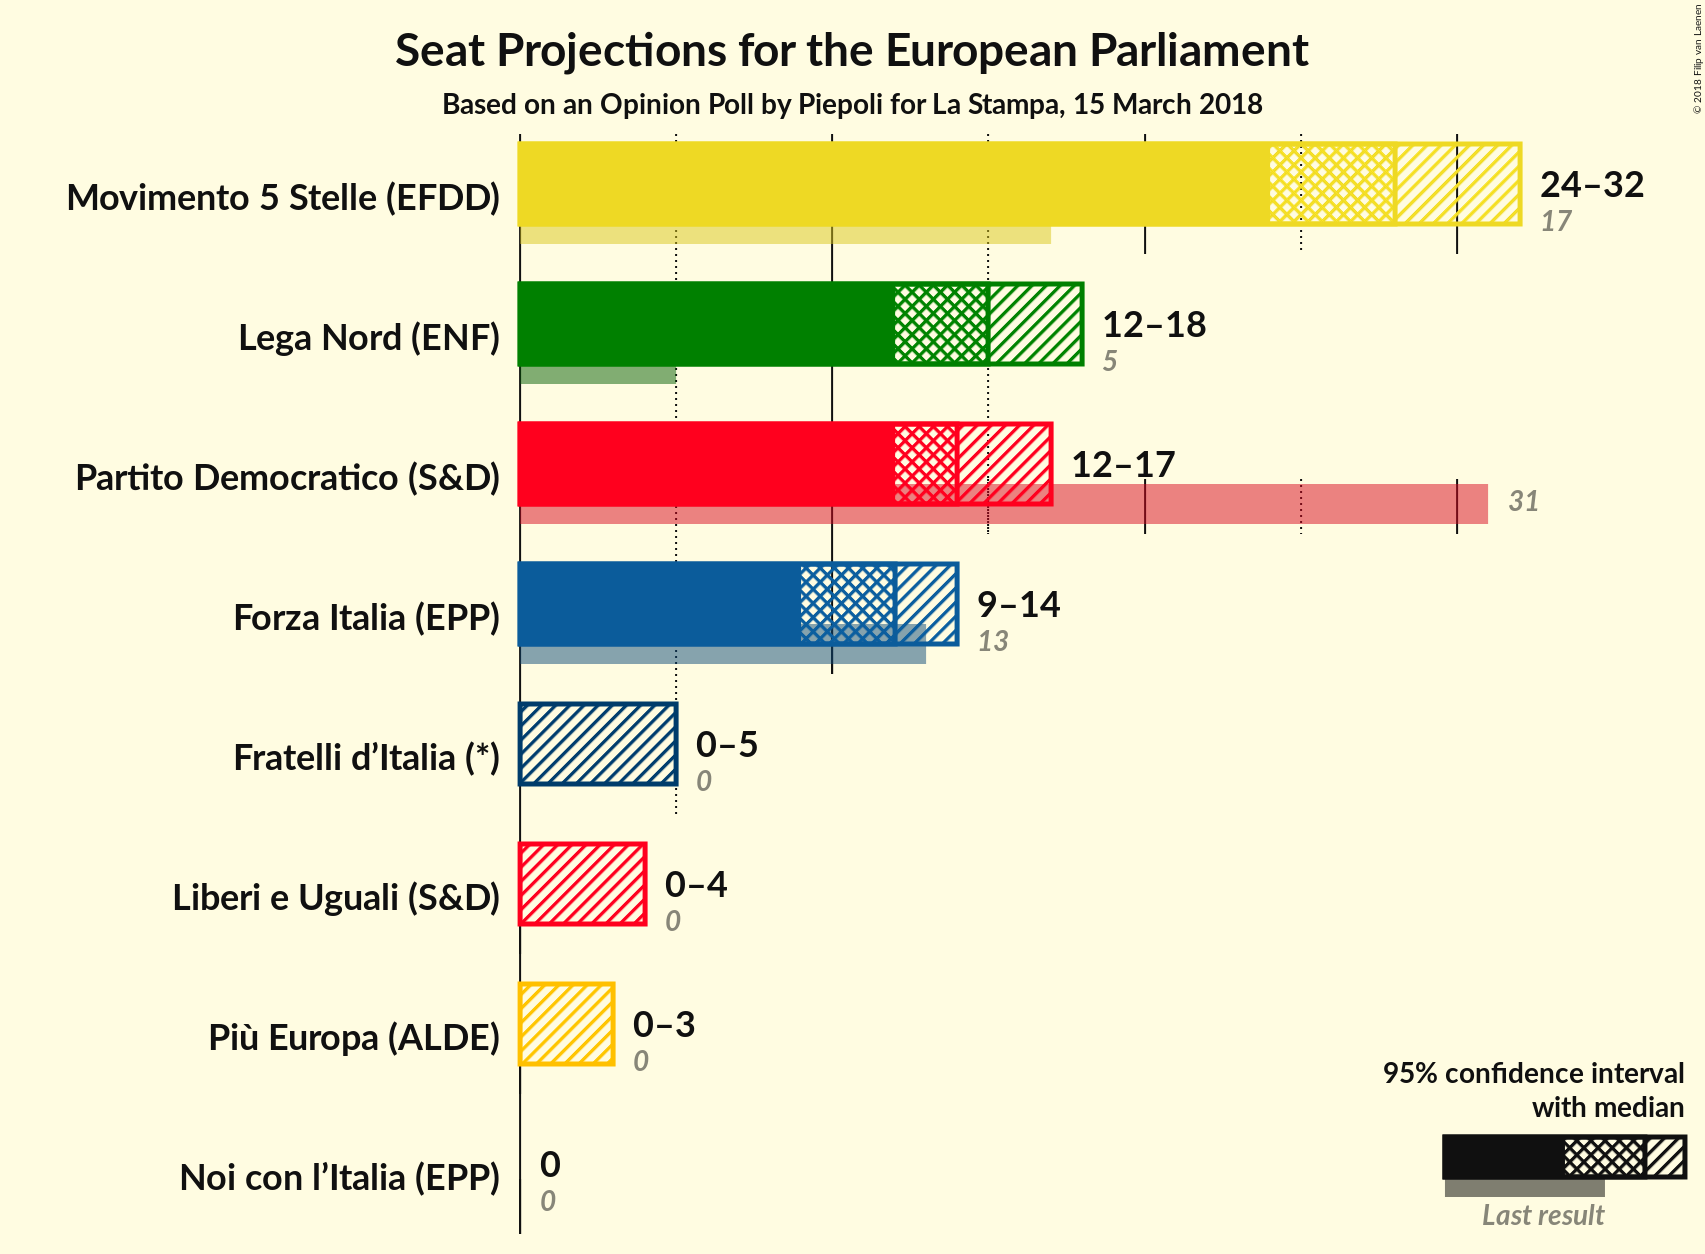 Seat Projections for the European Parliament
Based on an Opinion Poll by Piepoli for La Stampa, 15 March 2018
© 2018 Filip van Laenen
Movimento 5 Stelle (EFDD)
24–32
17
Lega Nord (ENF)
12–18
5
Partito Democratico (S&D)
12–17
31
Forza Italia (EPP)
9–14
13
Fratelli d’Italia (*)
0–5
0
Liberi e Uguali (S&D)
0–4
0
Più Europa (ALDE)
0–3
0
Noi con l’Italia (EPP)
0
0
95% confidence interval
with median
Last result